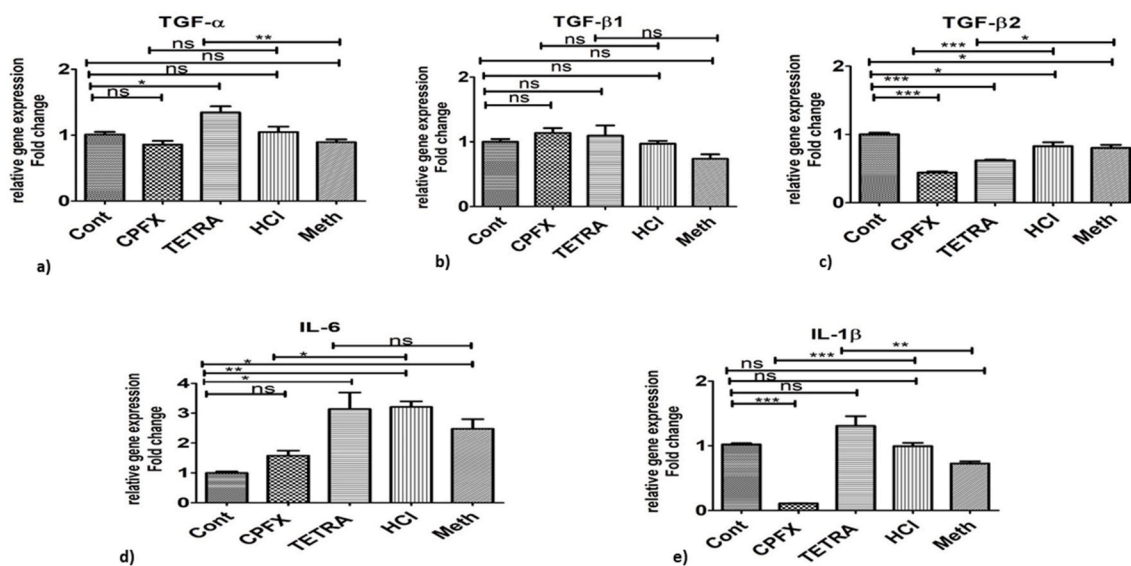 TGF-α
ns
**
ns
ns
*
ns
relative gene expression
Fold change
2
1
0
Cont
CPFX
TETRA
HCl
Meth
a)
TGF-β1
ns
ns
ns
ns
ns
ns
relative gene expression
Fold change
2
1
0
Cont
CPFX
TETRA
HCl
Meth
b)
TGF-β2
*
***
*
*
***
***
relative gene expression
Fold change
2
1
0
Cont
CPFX
TETRA
HCl
Meth
c)
IL-6
ns
*
*
**
*
ns
relative gene expression
Fold change
4
3
2
1
0
Cont
CPFX
TETRA
HCl
Meth
d)
IL-1β
**
***
ns
ns
ns
***
relative gene expression
Fold change
2
1
0
Cont
CPFX
TETRA
HCl
Meth
e)